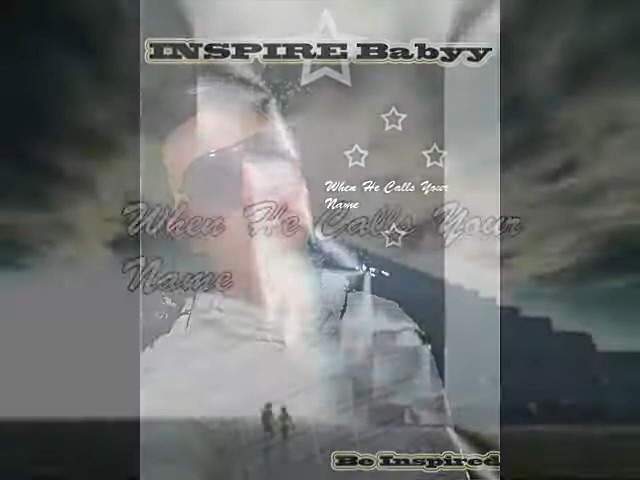 INSPIRE Babyy
When He Calls Your
Name
When He Calls Your
Name
Be Inspired